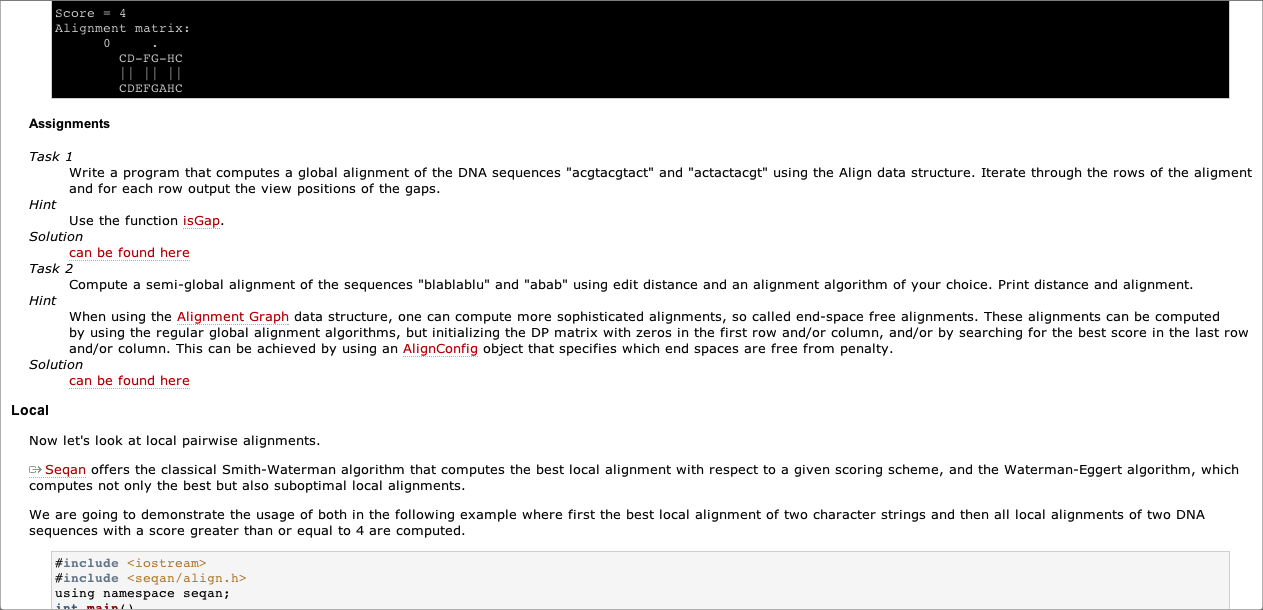 Score = 4
Alignment matrix:
0 .
CD-FG-HC
|| || ||
CDEFGAHC
Assignments
Task 1
Write a program that computes a global alignment of the DNA sequences "acgtacgtact" and "actactacgt" using the Align data structure. Iterate through the rows of the aligment
and for each row output the view positions of the gaps.
Hint
Use the function isGap.
Solution
can be found here
Task 2
Compute a semi-global alignment of the sequences "blablablu" and "abab" using edit distance and an alignment algorithm of your choice. Print distance and alignment.
Hint
When using the Alignment Graph data structure, one can compute more sophisticated alignments, so called end-space free alignments. These alignments can be computed
by using the regular global alignment algorithms, but initializing the DP matrix with zeros in the first row and/or column, and/or by searching for the best score in the last row
and/or column. This can be achieved by using an AlignConfig object that specifies which end spaces are free from penalty.
Solution
can be found here
Local
Now let's look at local pairwise alignments.
Seqan offers the classical Smith-Waterman algorithm that computes the best local alignment with respect to a given scoring scheme, and the Waterman-Eggert algorithm, which
computes not only the best but also suboptimal local alignments.
We are going to demonstrate the usage of both in the following example where first the best local alignment of two character strings and then all local alignments of two DNA
sequences with a score greater than or equal to 4 are computed.
#include <iostream>
#include <seqan/align.h>
using namespace seqan;
int main()